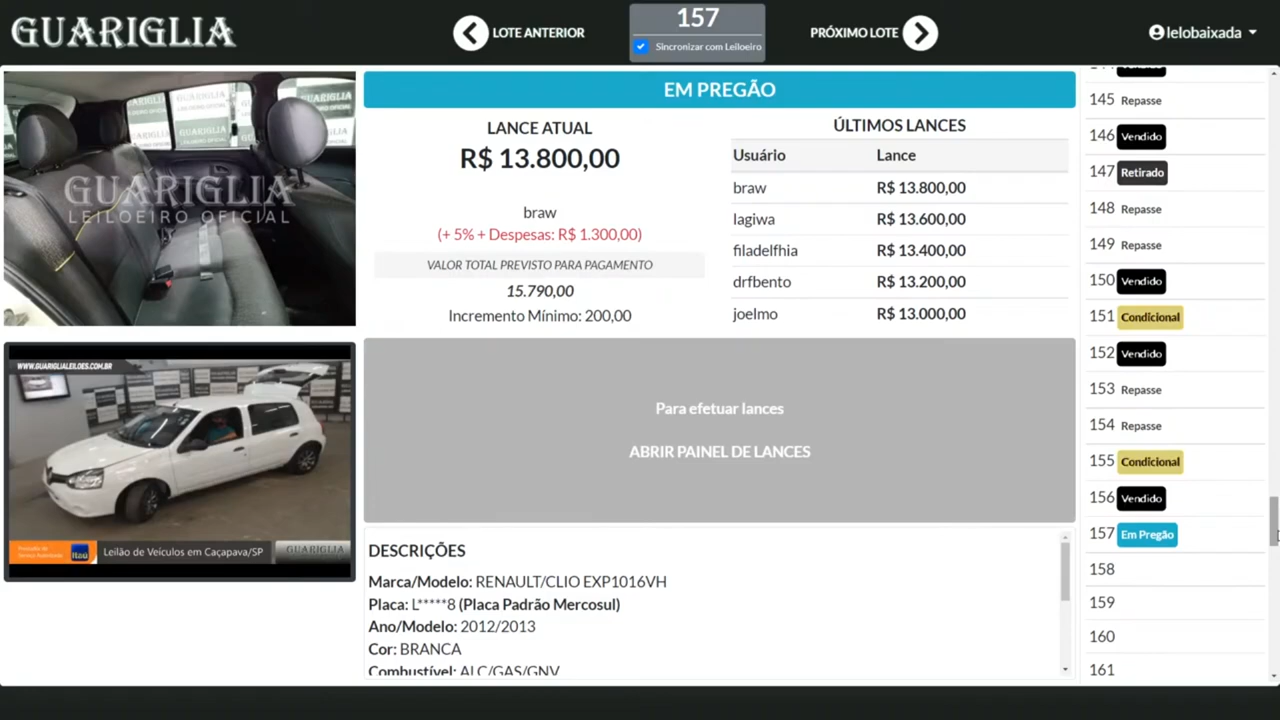 GUARIGLIA
LOTE ANTERIOR
157
Sincronizar com Leiloeiro
PRÓXIMO LOTE
lelobaixada
GUARIGLIA
LEILOEIRO OFICIAL
WWW.GUARIGLIALEILOES.COM.BR
itaú
Leilão de Veículos em Caçapava/SP
GUARIGLIA
EM PREGÃO
LANCE ATUAL
R$ 13.800,00
braw
(+ 5% + Despesas: R$ 1.300,00)
VALOR TOTAL PREVISTO PARA PAGAMENTO
15.790,00
Incremento Mínimo: 200,00
ÚLTIMOS LANCES
Usuário Lance
braw R$ 13.800,00
lagiwa R$ 13.600,00
filadelfhia R$ 13.400,00
drfbento R$ 13.200,00
joelmo R$ 13.000,00
Para efetuar lances
ABRIR PAINEL DE LANCES
DESCRIÇÕES
Marca/Modelo: RENAULT/CLIO EXP1016VH
Placa: L*****8 (Placa Padrão Mercosul)
Ano/Modelo: 2012/2013
Cor: BRANCA
Combustível: ALC/GAS/GNV
145 Repasse
146 Vendido
147 Retirado
148 Repasse
149 Repasse
150 Vendido
151 Condicional
152 Vendido
153 Repasse
154 Repasse
155 Condicional
156 Vendido
157 Em Pregão
158
159
160
161